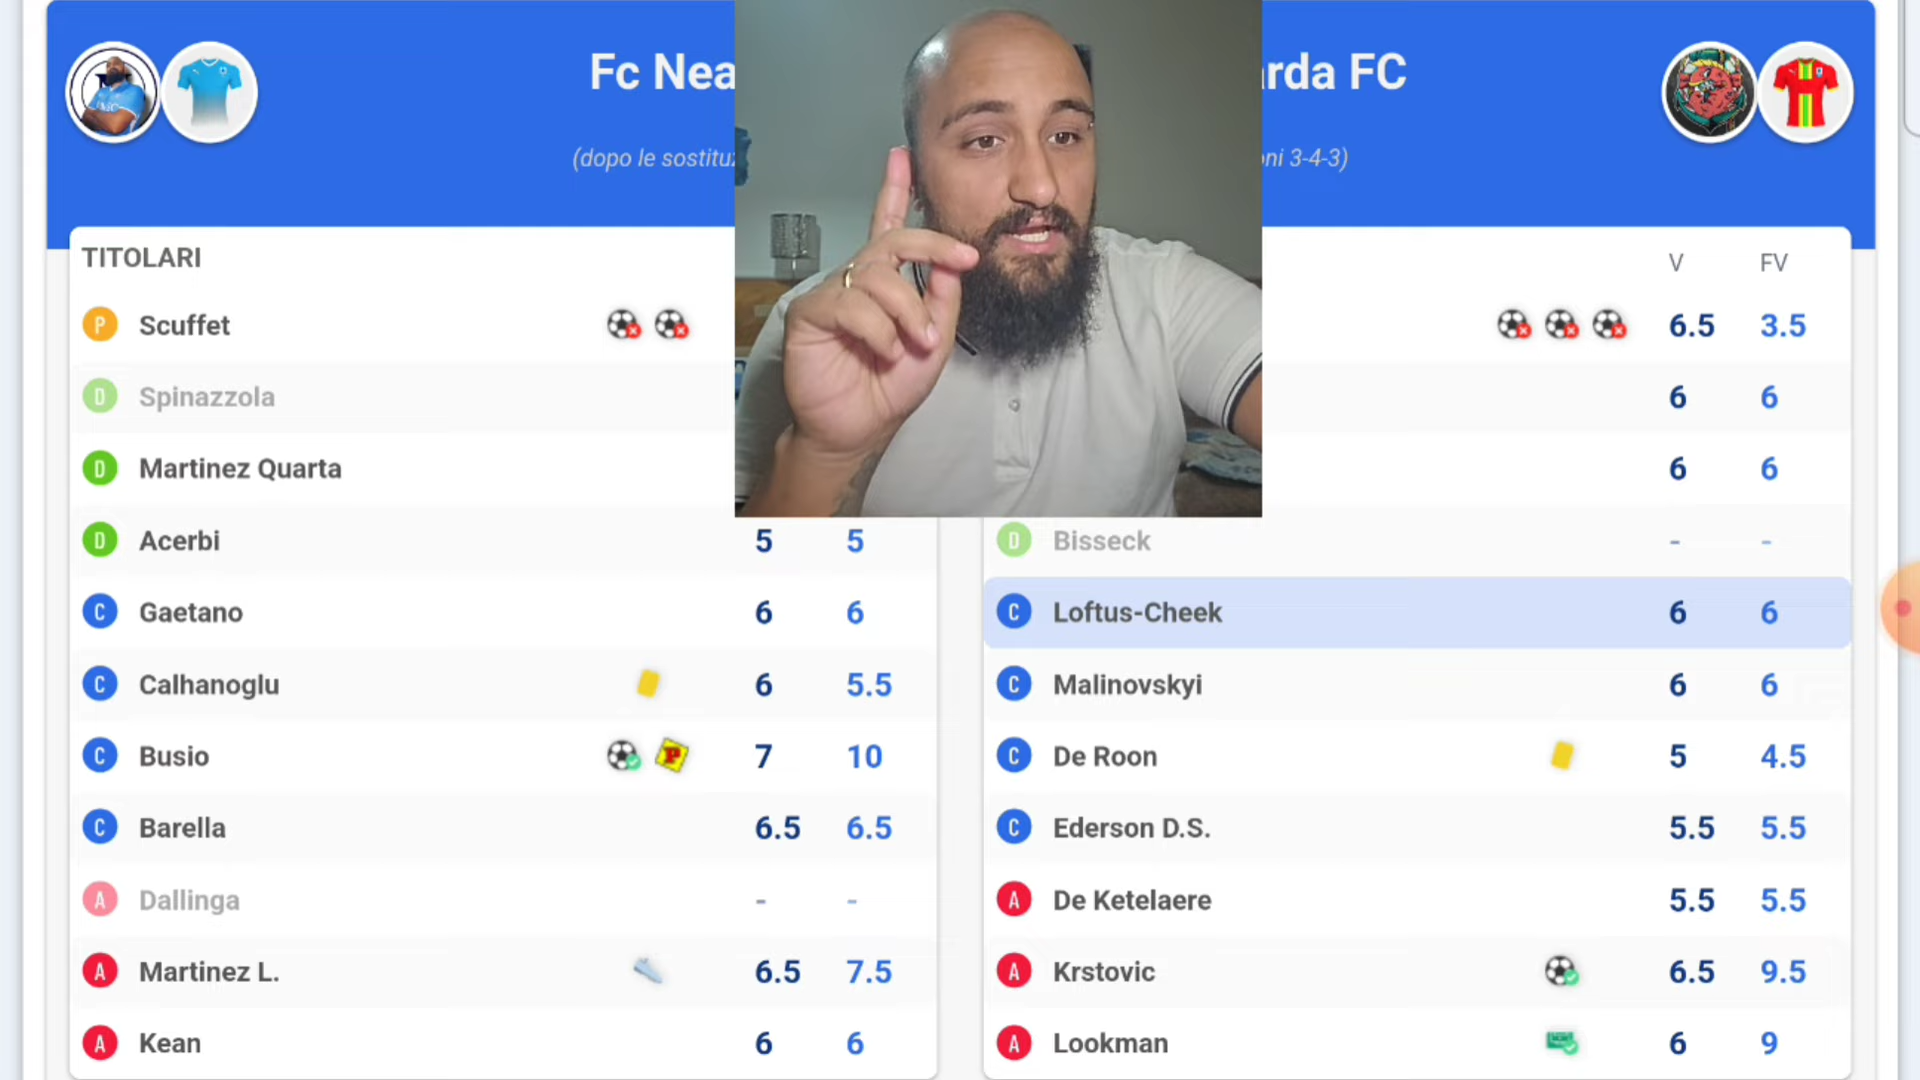 Fc Nea
rda FC
(dopo le sostitu
ni 3-4-3)
TITOLARI
V FV
P Scuffet
6.5 3.5
D Spinazzola
6 6
D Martinez Quarta
6 6
D Acerbi 5 5
D Bisseck - -
C Gaetano 6 6
C Loftus-Cheek 6 6
C Calhanoglu 6 5.5
C Malinovskyi 6 6
C Busio P 7 10
C De Roon 5 4.5
C Barella 6.5 6.5
C Ederson D.S. 5.5 5.5
A Dallinga - -
A De Ketelaere 5.5 5.5
A Martinez L. 6.5 7.5
A Krstovic 6.5 9.5
A Kean 6 6
A Lookman 6 9